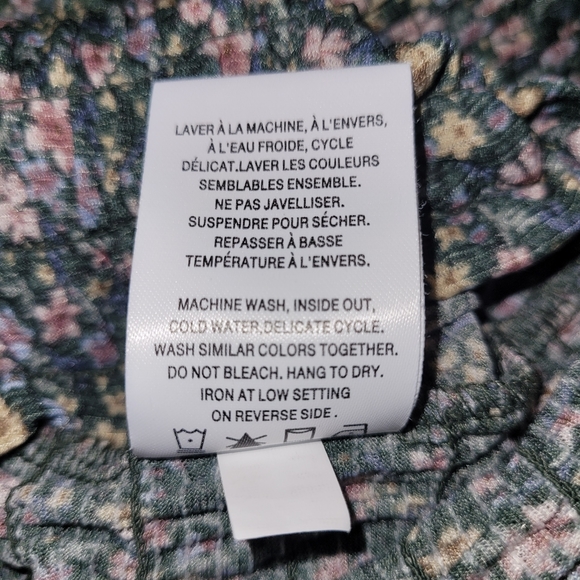 LAVER À LA MACHINE, À L'ENVERS,
À L'EAU FROIDE, CYCLE
DÉLICAT.LAVER LES COULEURS
SEMBLABLES ENSEMBLE.
NE PAS JAVELLISER.
SUSPENDRE POUR SÉCHER.
REPASSER À BASSE
TEMPÉRATURE À L'ENVERS.
MACHINE WASH, INSIDE OUT,
COLD WATER,DELICATE CYCLE.
WASH SIMILAR COLORS TOGETHER.
DO NOT BLEACH. HANG TO DRY.
IRON AT LOW SETTING
ON REVERSE SIDE .